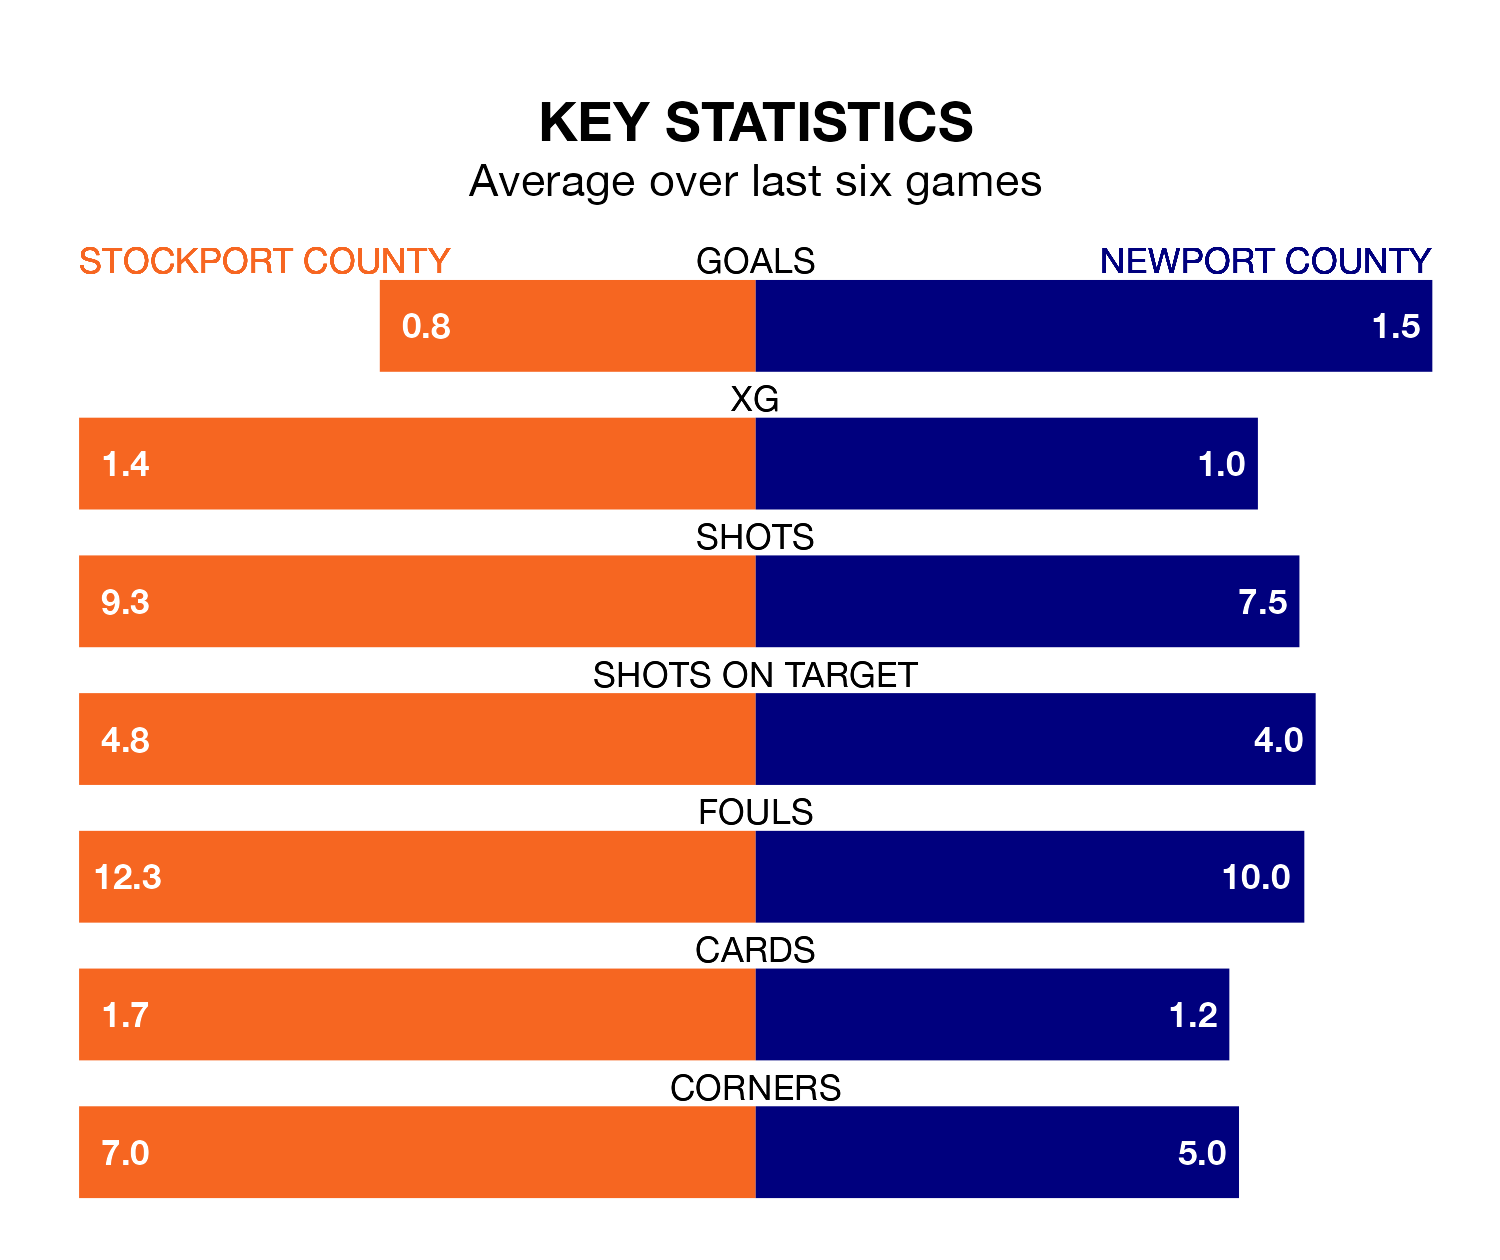 KEY STATISTICS
Average over last six games
STOCKPORT COUNTY GOALS NEWPORT COUNTY
0.8 1.5
XG
1.4 1.0
SHOTS
9.3 7.5
SHOTS ON TARGET
4.8 4.0
FOULS
12.3 10.0
CARDS
1.7 1.2
CORNERS
7.0 5.0